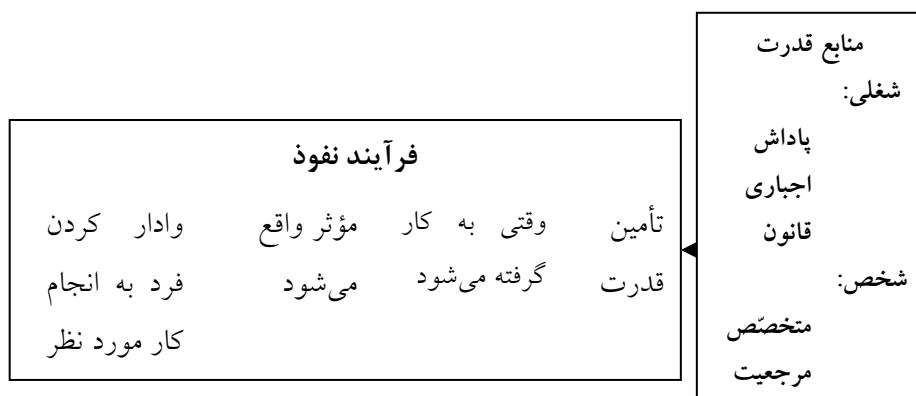 منابع قدرت
شغلی:
پاداش
اجباری
قانون
شخص:
متخصّص
مرجعیت
فرآیند نفوذ
تأمین قدرت
وقتی به کار گرفته می‌شود
مؤثر واقع می‌شود
وادار کردن فرد به انجام کار مورد نظر